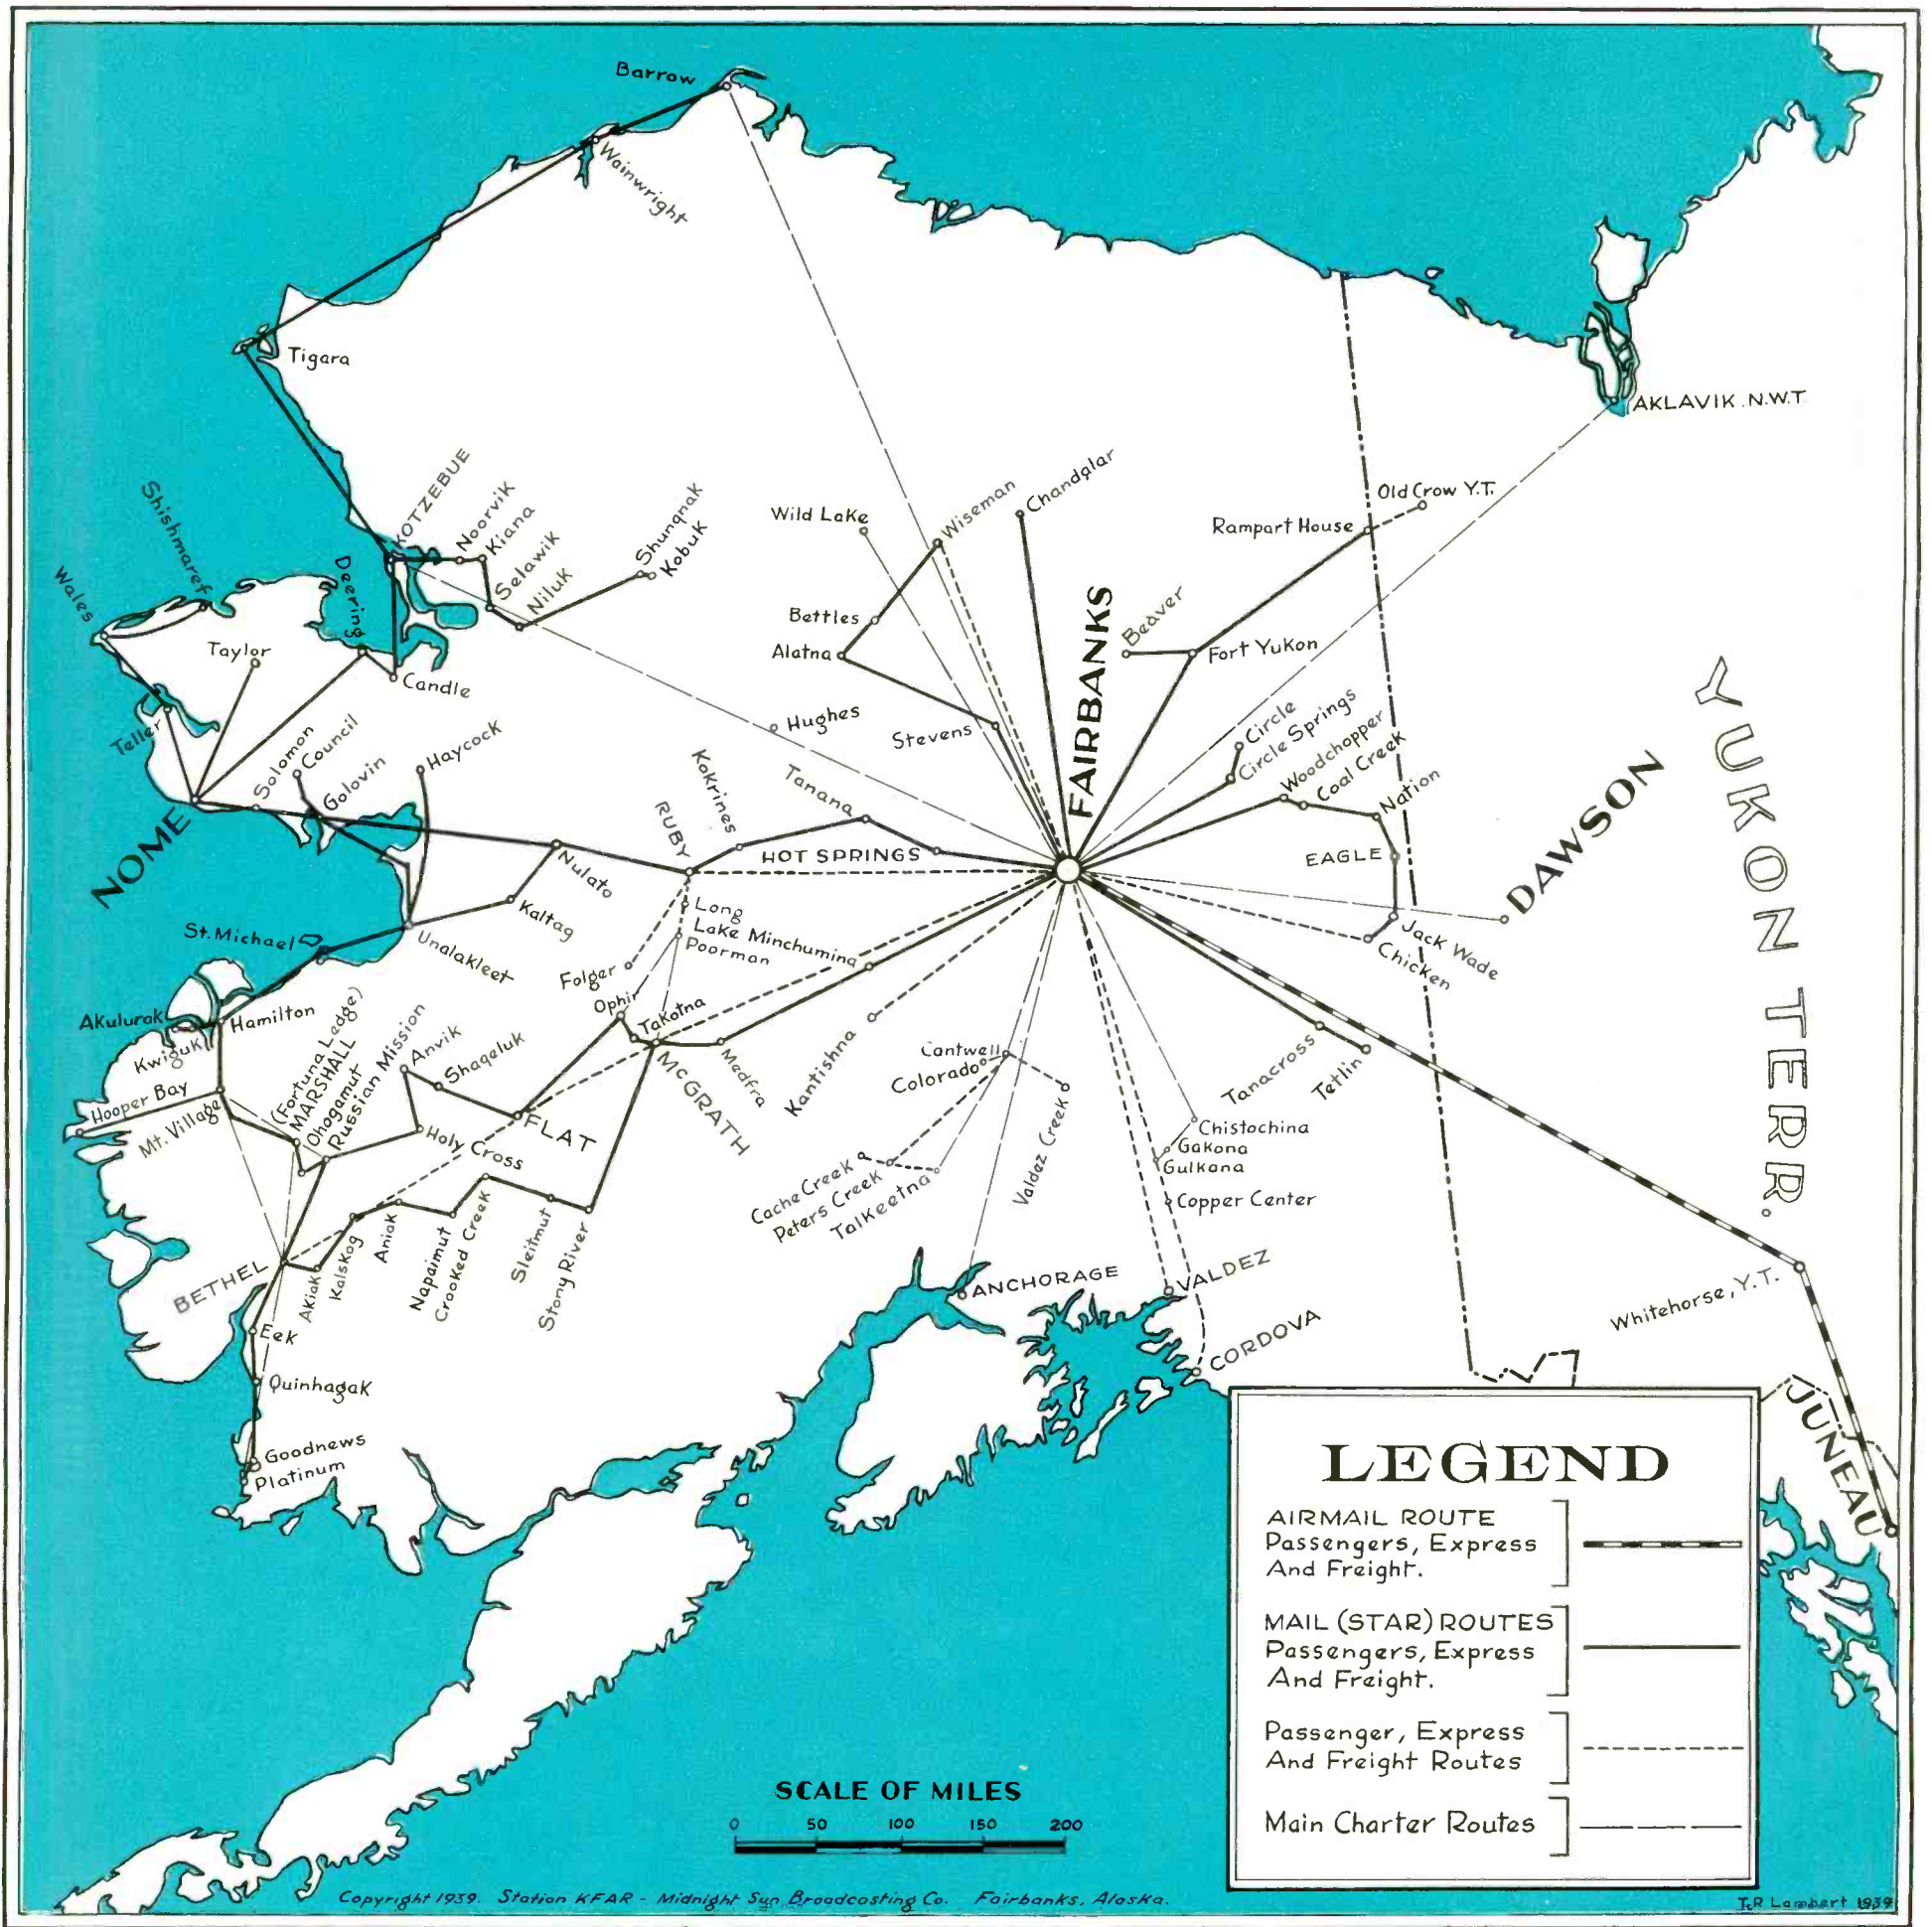 Barrow
Wainwright
Tigara
AKLAVIK . N.W.T
KOTZEBUE
Noorvik
Kiana
Selawik
Niluk
Shungnak
Kobuk
Shishmaref
Wales
Deering
Taylor
Candle
Teller
Solomon
Council
Golovin
Haycock
NOME
Wild Lake
Wiseman
Chandalar
Bettles
Alatna
Stevens
Hughes
Old Crow Y.T.
Rampart House
Beaver
Fort Yukon
FAIRBANKS
Circle
Circle Springs
Woodchopper
Coal Creek
Nation
EAGLE
DAWSON
YUKON TERR.
Jack Wade
Chicken
Kokrines
Tanana
RUBY
HOT SPRINGS
Nulato
Kaltag
Long
Lake Minchumina
Poorman
Folger
Ophir
Takotna
McGRATH
Medfra
Kantishna
St. Michael
Unalakleet
Akulurak
Hamilton
Kwiguk
Hooper Bay
Mt. Village
(Fortuna Ledge)
MARSHALL
Ohogamut
Russian Mission
Anvik
Shageluk
Holy Cross
FLAT
Cantwell
Colorado
Valdez Creek
Cache Creek
Peters Creek
Talkeetna
Tanacross
Tetlin
Chistochina
Gakona
Gulkona
Copper Center
BETHEL
Akiak
Kalskog
Aniak
Napaimut
Crooked Creek
Sleitmut
Stony River
Eek
Quinhagak
Goodnews
Platinum
ANCHORAGE
VALDEZ
CORDOVA
Whitehorse, Y.T.
JUNEAU
LEGEND
AIRMAIL ROUTE
Passengers, Express
And Freight.
MAIL (STAR) ROUTES
Passengers, Express
And Freight.
Passenger, Express
And Freight Routes
Main Charter Routes
SCALE OF MILES
0 50 100 150 200
Copyright 1939. Station KFAR - Midnight Sun Broadcasting Co. Fairbanks, Alaska.
Lambert 1939